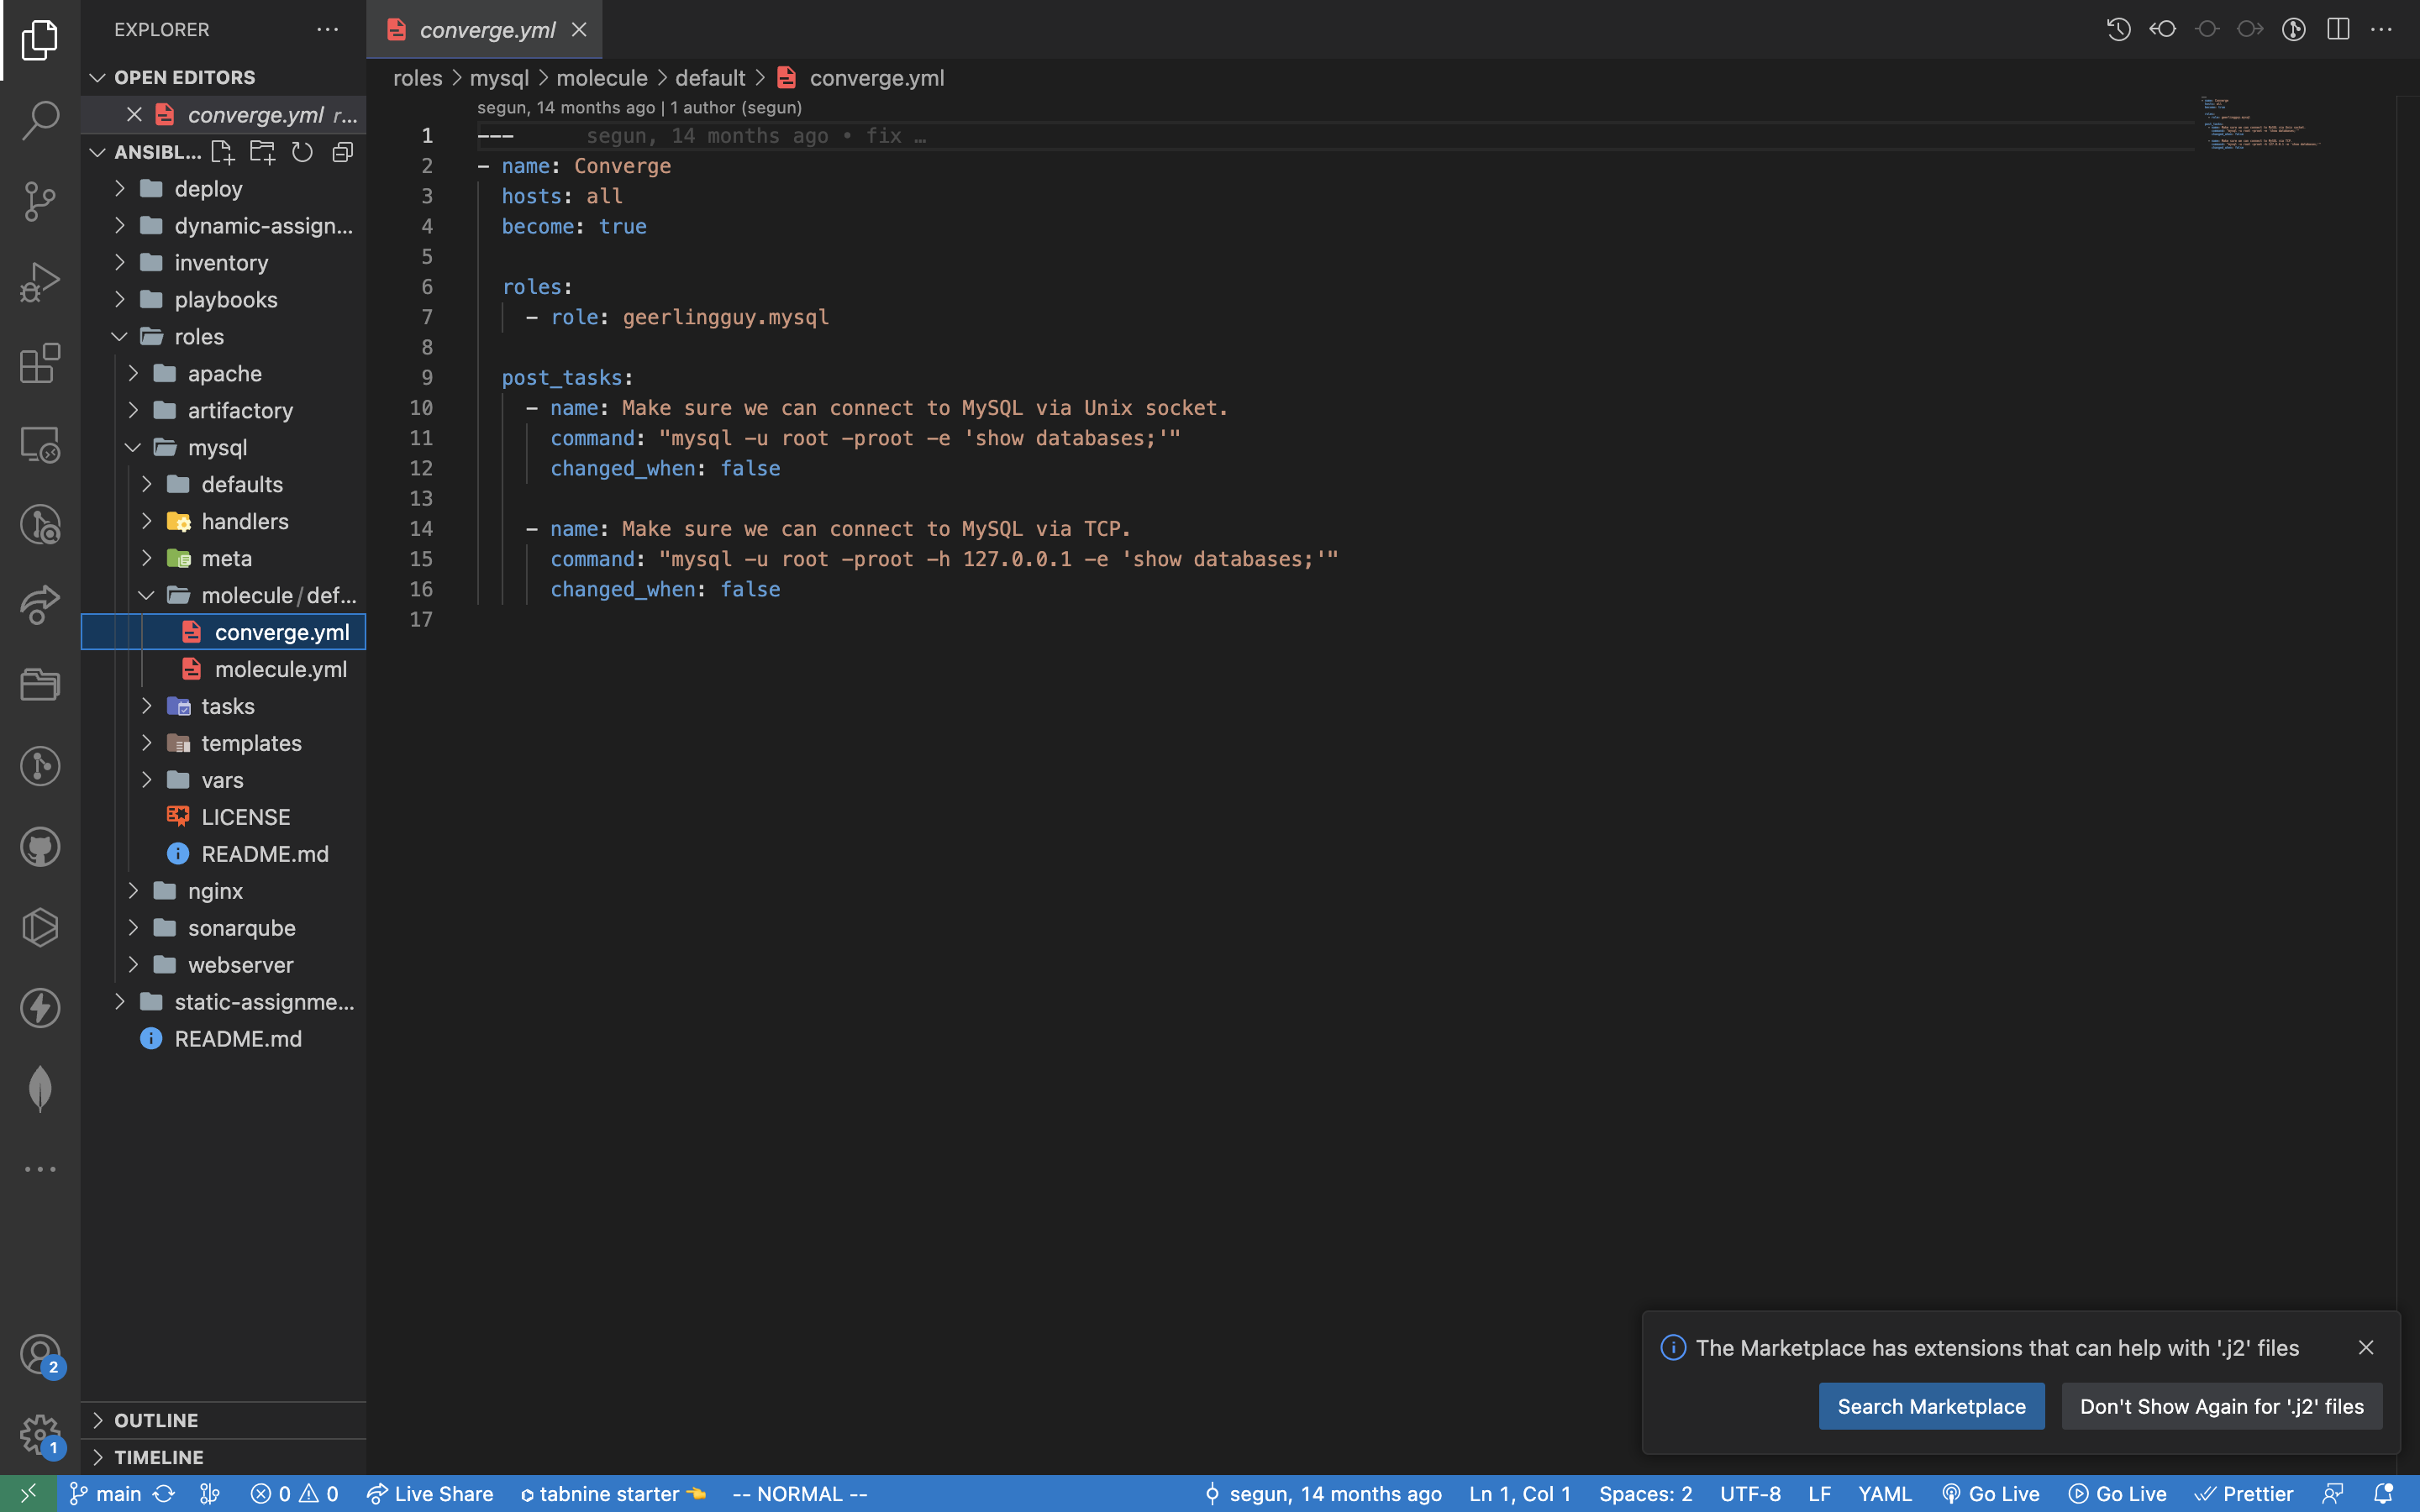 EXPLORER
OPEN EDITORS
converge.yml r...
ANSIBL...
deploy
dynamic-assign...
inventory
playbooks
roles
apache
artifactory
mysql
defaults
handlers
meta
molecule/def...
converge.yml
molecule.yml
tasks
templates
vars
LICENSE
README.md
nginx
sonarqube
webserver
static-assignme...
README.md
OUTLINE
TIMELINE
2
1
converge.yml
roles > mysql > molecule > default > converge.yml
segun, 14 months ago | 1 author (segun)
1 --- segun, 14 months ago • fix …
2 - name: Converge
3 hosts: all
4 become: true
5
6 roles:
7 - role: geerlingguy.mysql
8
9 post_tasks:
10 - name: Make sure we can connect to MySQL via Unix socket.
11 command: "mysql -u root -proot -e 'show databases;'"
12 changed_when: false
13
14 - name: Make sure we can connect to MySQL via TCP.
15 command: "mysql -u root -proot -h 127.0.0.1 -e 'show databases;'"
16 changed_when: false
17
The Marketplace has extensions that can help with '.j2' files
Search Marketplace Don't Show Again for '.j2' files
main 0 0 Live Share tabnine starter -- NORMAL -- segun, 14 months ago Ln 1, Col 1 Spaces: 2 UTF-8 LF YAML Go Live Go Live Prettier